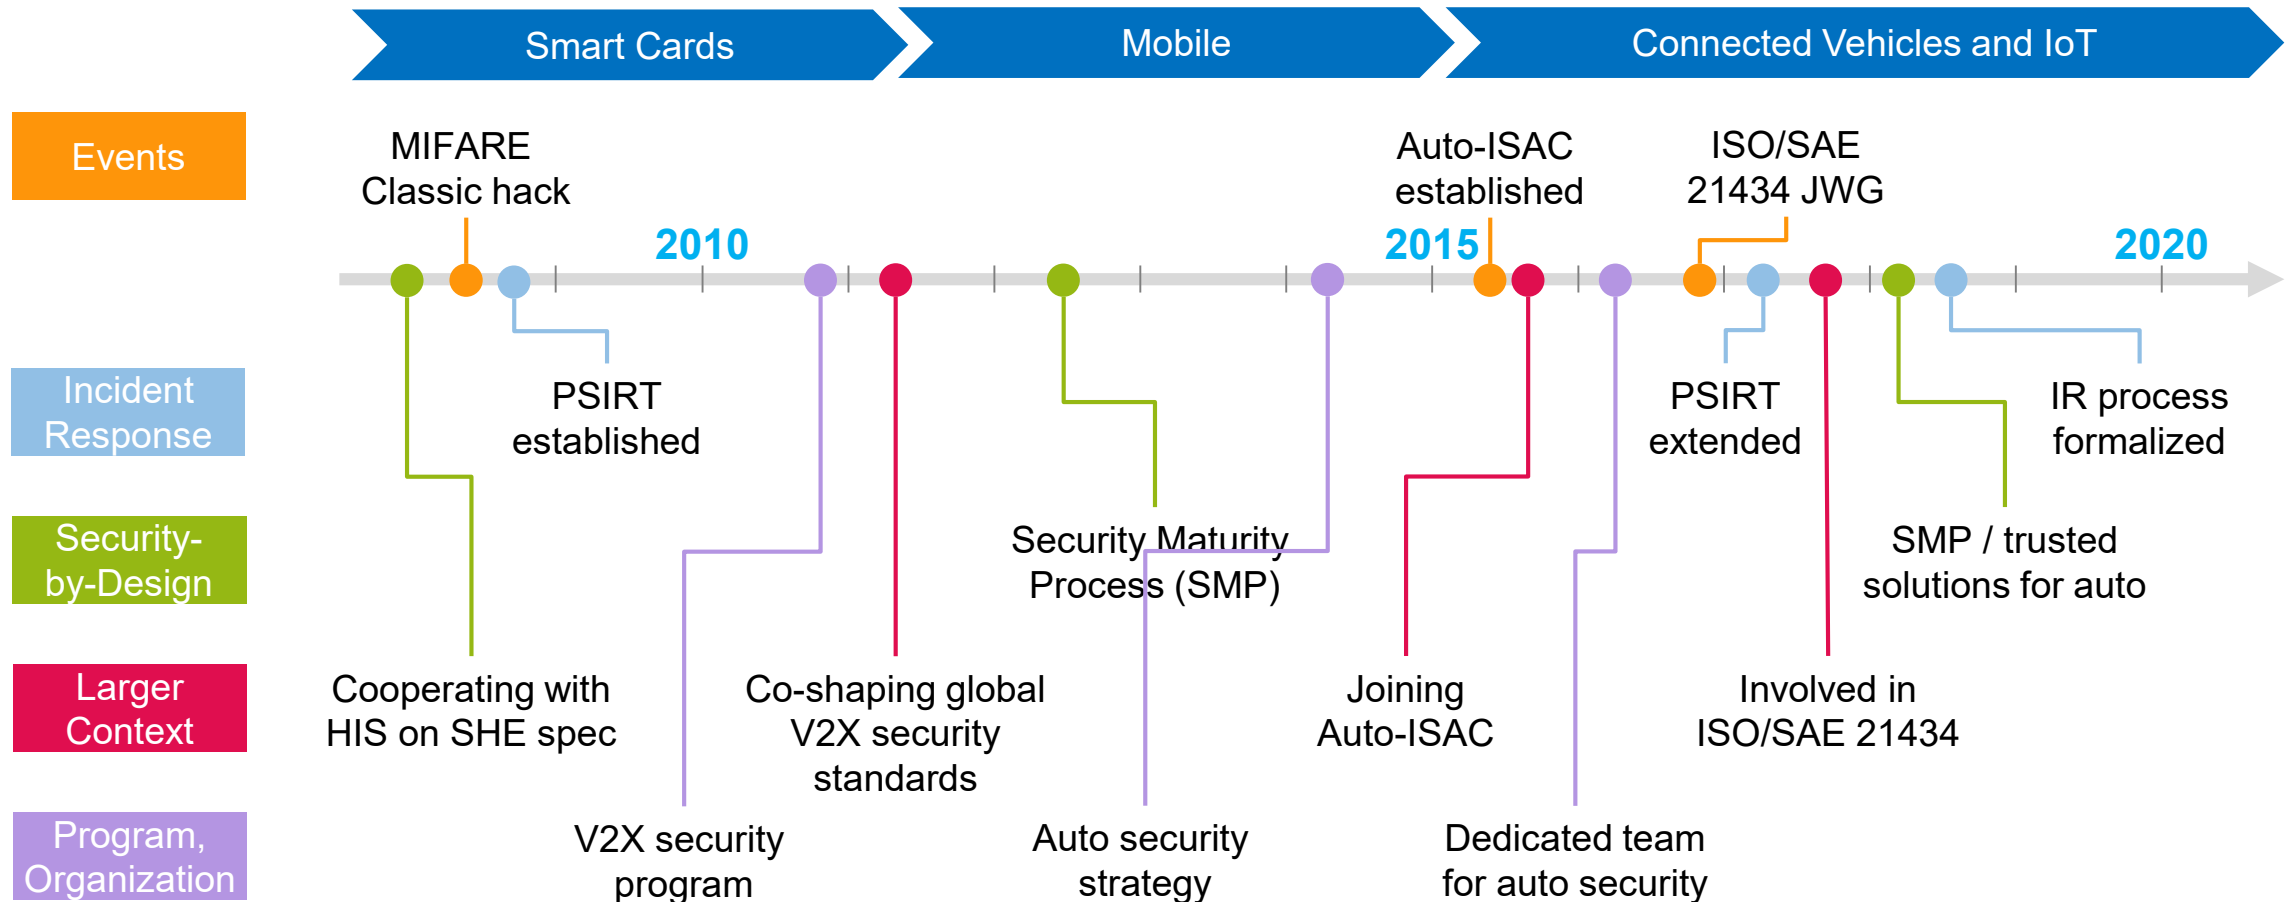 Smart Cards
Mobile
Connected Vehicles and IoT
Events
MIFARE
Classic hack
Auto-ISAC
established
ISO/SAE
21434 JWG
2010
2015
2020
Incident
Response
PSIRT
established
PSIRT
extended
IR process
formalized
Security-
by-Design
Security Maturity
Process (SMP)
SMP / trusted
solutions for auto
Larger
Context
Cooperating with
HIS on SHE spec
Co-shaping global
V2X security
standards
Joining
Auto-ISAC
Involved in
ISO/SAE 21434
Program,
Organization
V2X security
program
Auto security
strategy
Dedicated team
for auto security